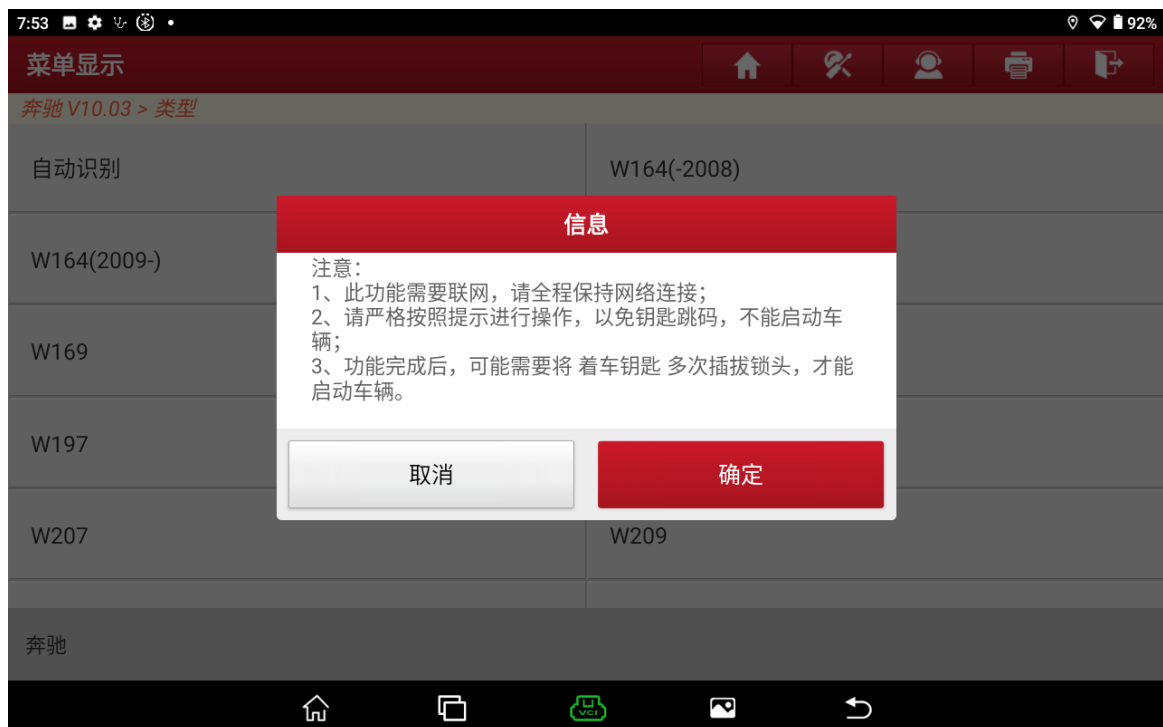 7:53
92%
菜单显示
奔驰 V10.03 > 类型
自动识别
W164(-2008)
信息
W164(2009-)
注意：
1、此功能需要联网，请全程保持网络连接；
2、请严格按照提示进行操作，以免钥匙跳码，不能启动车
辆；
3、功能完成后，可能需要将 着车钥匙 多次插拔锁头，才能
启动车辆。
W169
W197
取消
确定
W207
W209
奔驰
VCI